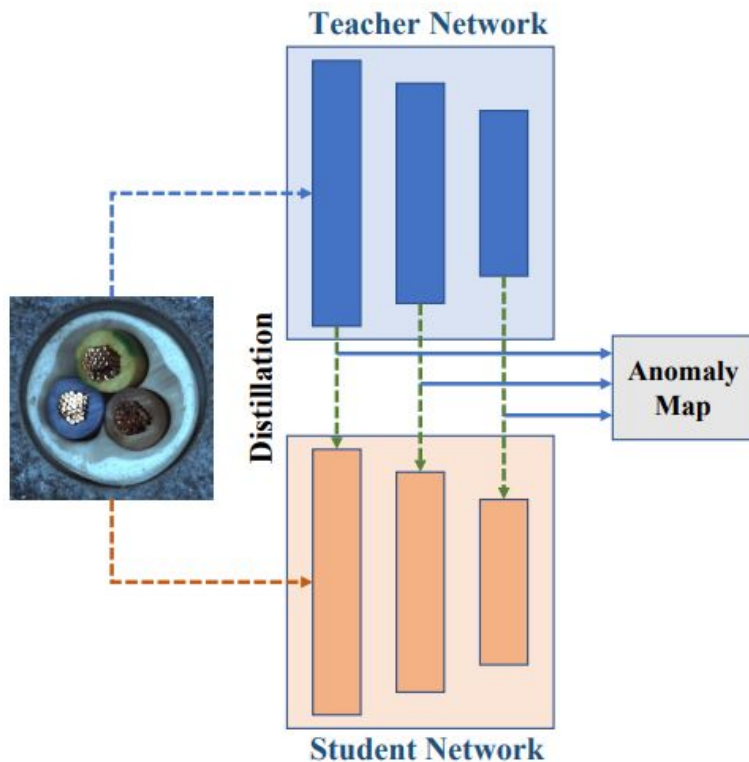 Teacher Network
Distillation
Anomaly
Map
Student Network